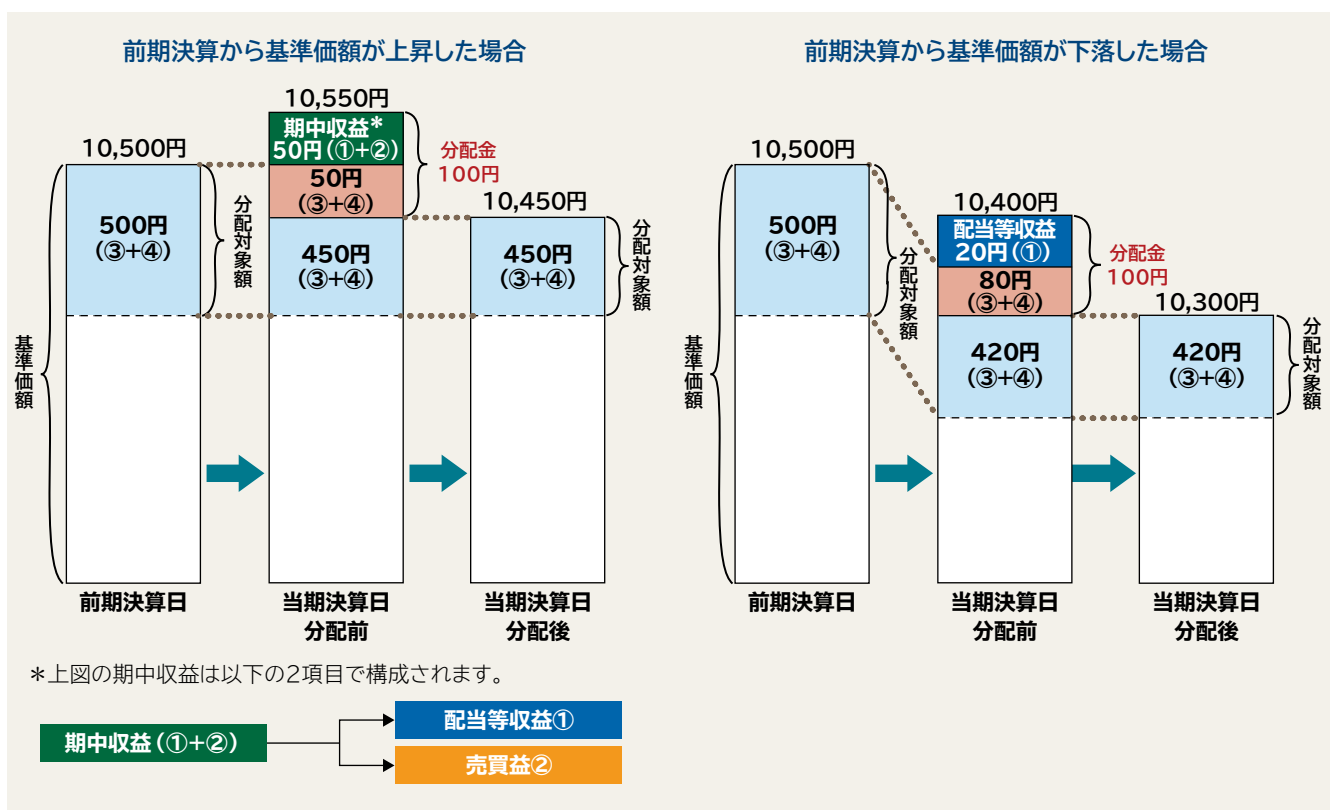 前期決算から基準価額が上昇した場合
10,550円
期中収益*
50円(①+②)
10,500円
分配金
100円
50円
(③+④)
10,450円
500円
(③+④)
分配対象額
450円
(③+④)
450円
(③+④)
分配対象額
基準価額
前期決算日
当期決算日
分配前
当期決算日
分配後
前期決算から基準価額が下落した場合
10,500円
10,400円
配当等収益
20円(①)
500円
(③+④)
分配対象額
分配金
100円
80円
(③+④)
10,300円
420円
(③+④)
420円
(③+④)
分配対象額
基準価額
前期決算日
当期決算日
分配前
当期決算日
分配後
*上図の期中収益は以下の2項目で構成されます。
期中収益(①+②)
配当等収益①
売買益②